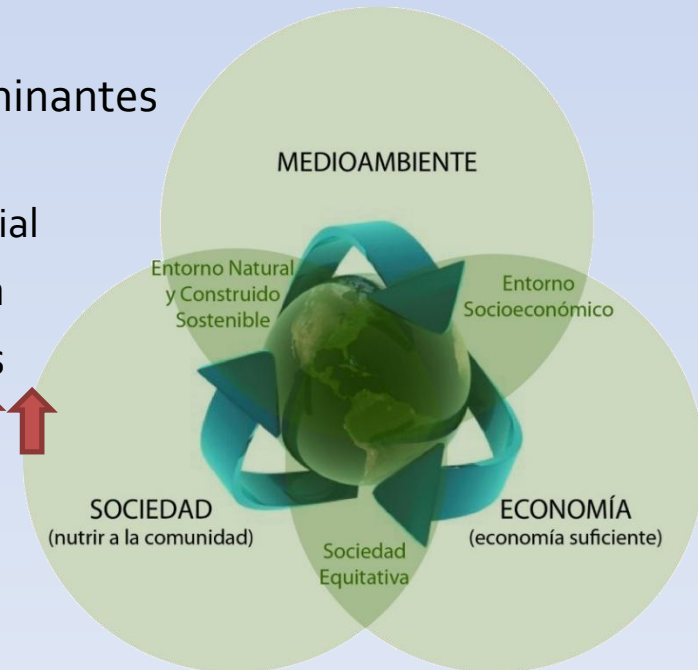 minantes
ial
s
MEDIOAMBIENTE
Entorno Natural
y Construido
Sostenible
Entorno
Socioeconómico
SOCIEDAD
(nutrir a la comunidad)
ECONOMÍA
(economía suficiente)
Sociedad
Equitativa